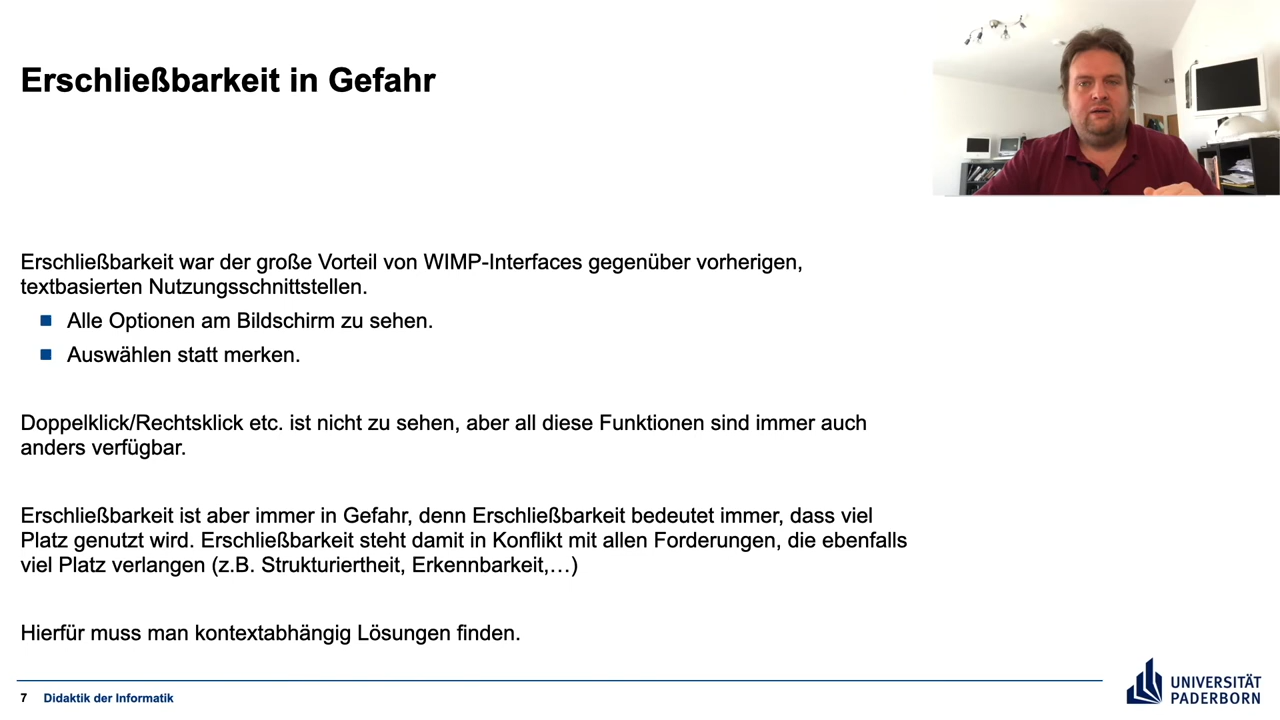 Erschließbarkeit in Gefahr
Erschließbarkeit war der große Vorteil von WIMP-Interfaces gegenüber vorherigen,
textbasierten Nutzungsschnittstellen.
Alle Optionen am Bildschirm zu sehen.
Auswählen statt merken.
Doppelklick/Rechtsklick etc. ist nicht zu sehen, aber all diese Funktionen sind immer auch
anders verfügbar.
Erschließbarkeit ist aber immer in Gefahr, denn Erschließbarkeit bedeutet immer, dass viel
Platz genutzt wird. Erschließbarkeit steht damit in Konflikt mit allen Forderungen, die ebenfalls
viel Platz verlangen (z.B. Strukturiertheit, Erkennbarkeit,…)
Hierfür muss man kontextabhängig Lösungen finden.
7 Didaktik der Informatik
UNIVERSITÄT
PADERBORN